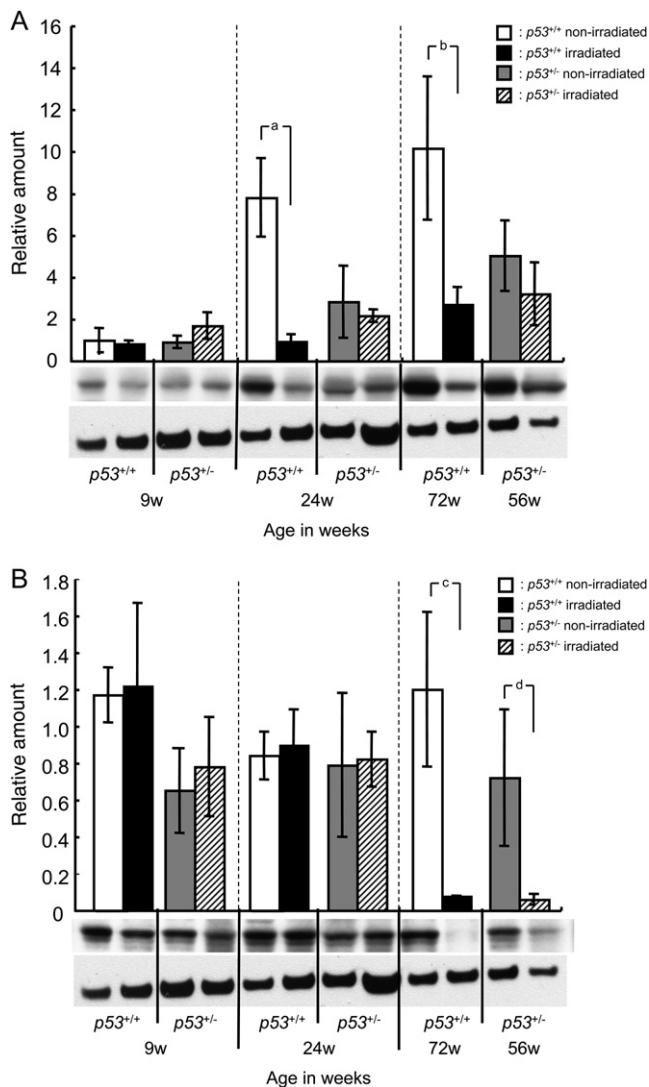 A
Relative amount
16
14
12
10
8
6
4
2
0
a
b
: p53+/+ non-irradiated
: p53+/+ irradiated
: p53+/- non-irradiated
: p53+/- irradiated
p53+/+ p53+/- p53+/+ p53+/- p53+/+ p53+/-
9w 24w 72w 56w
Age in weeks
B
Relative amount
1.8
1.6
1.4
1.2
1.0
0.8
0.6
0.4
0.2
0
c
d
: p53+/+ non-irradiated
: p53+/+ irradiated
: p53+/- non-irradiated
: p53+/- irradiated
p53+/+ p53+/- p53+/+ p53+/- p53+/+ p53+/-
9w 24w 72w 56w
Age in weeks